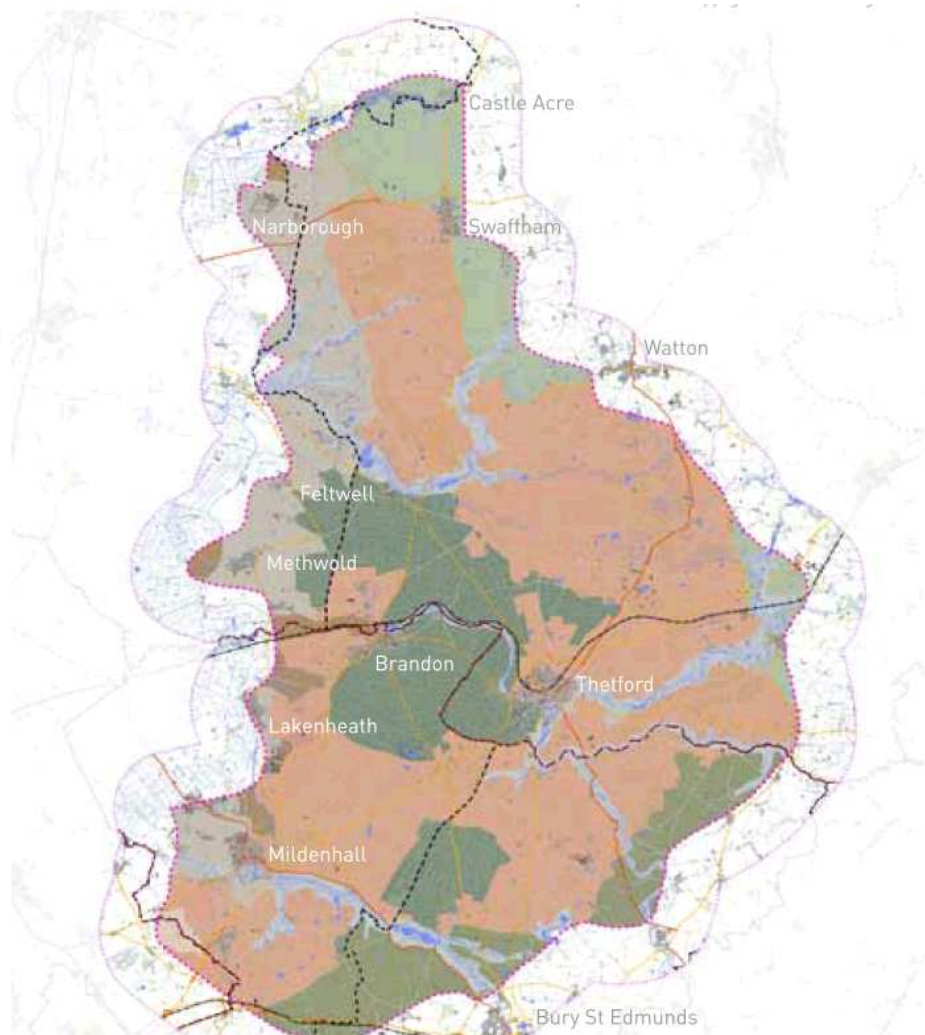 Castle Acre
Narborough
Swaffham
Watton
Feltwell
Methwold
Brandon
Thetford
Lakenheath
Mildenhall
Bury St Edmunds